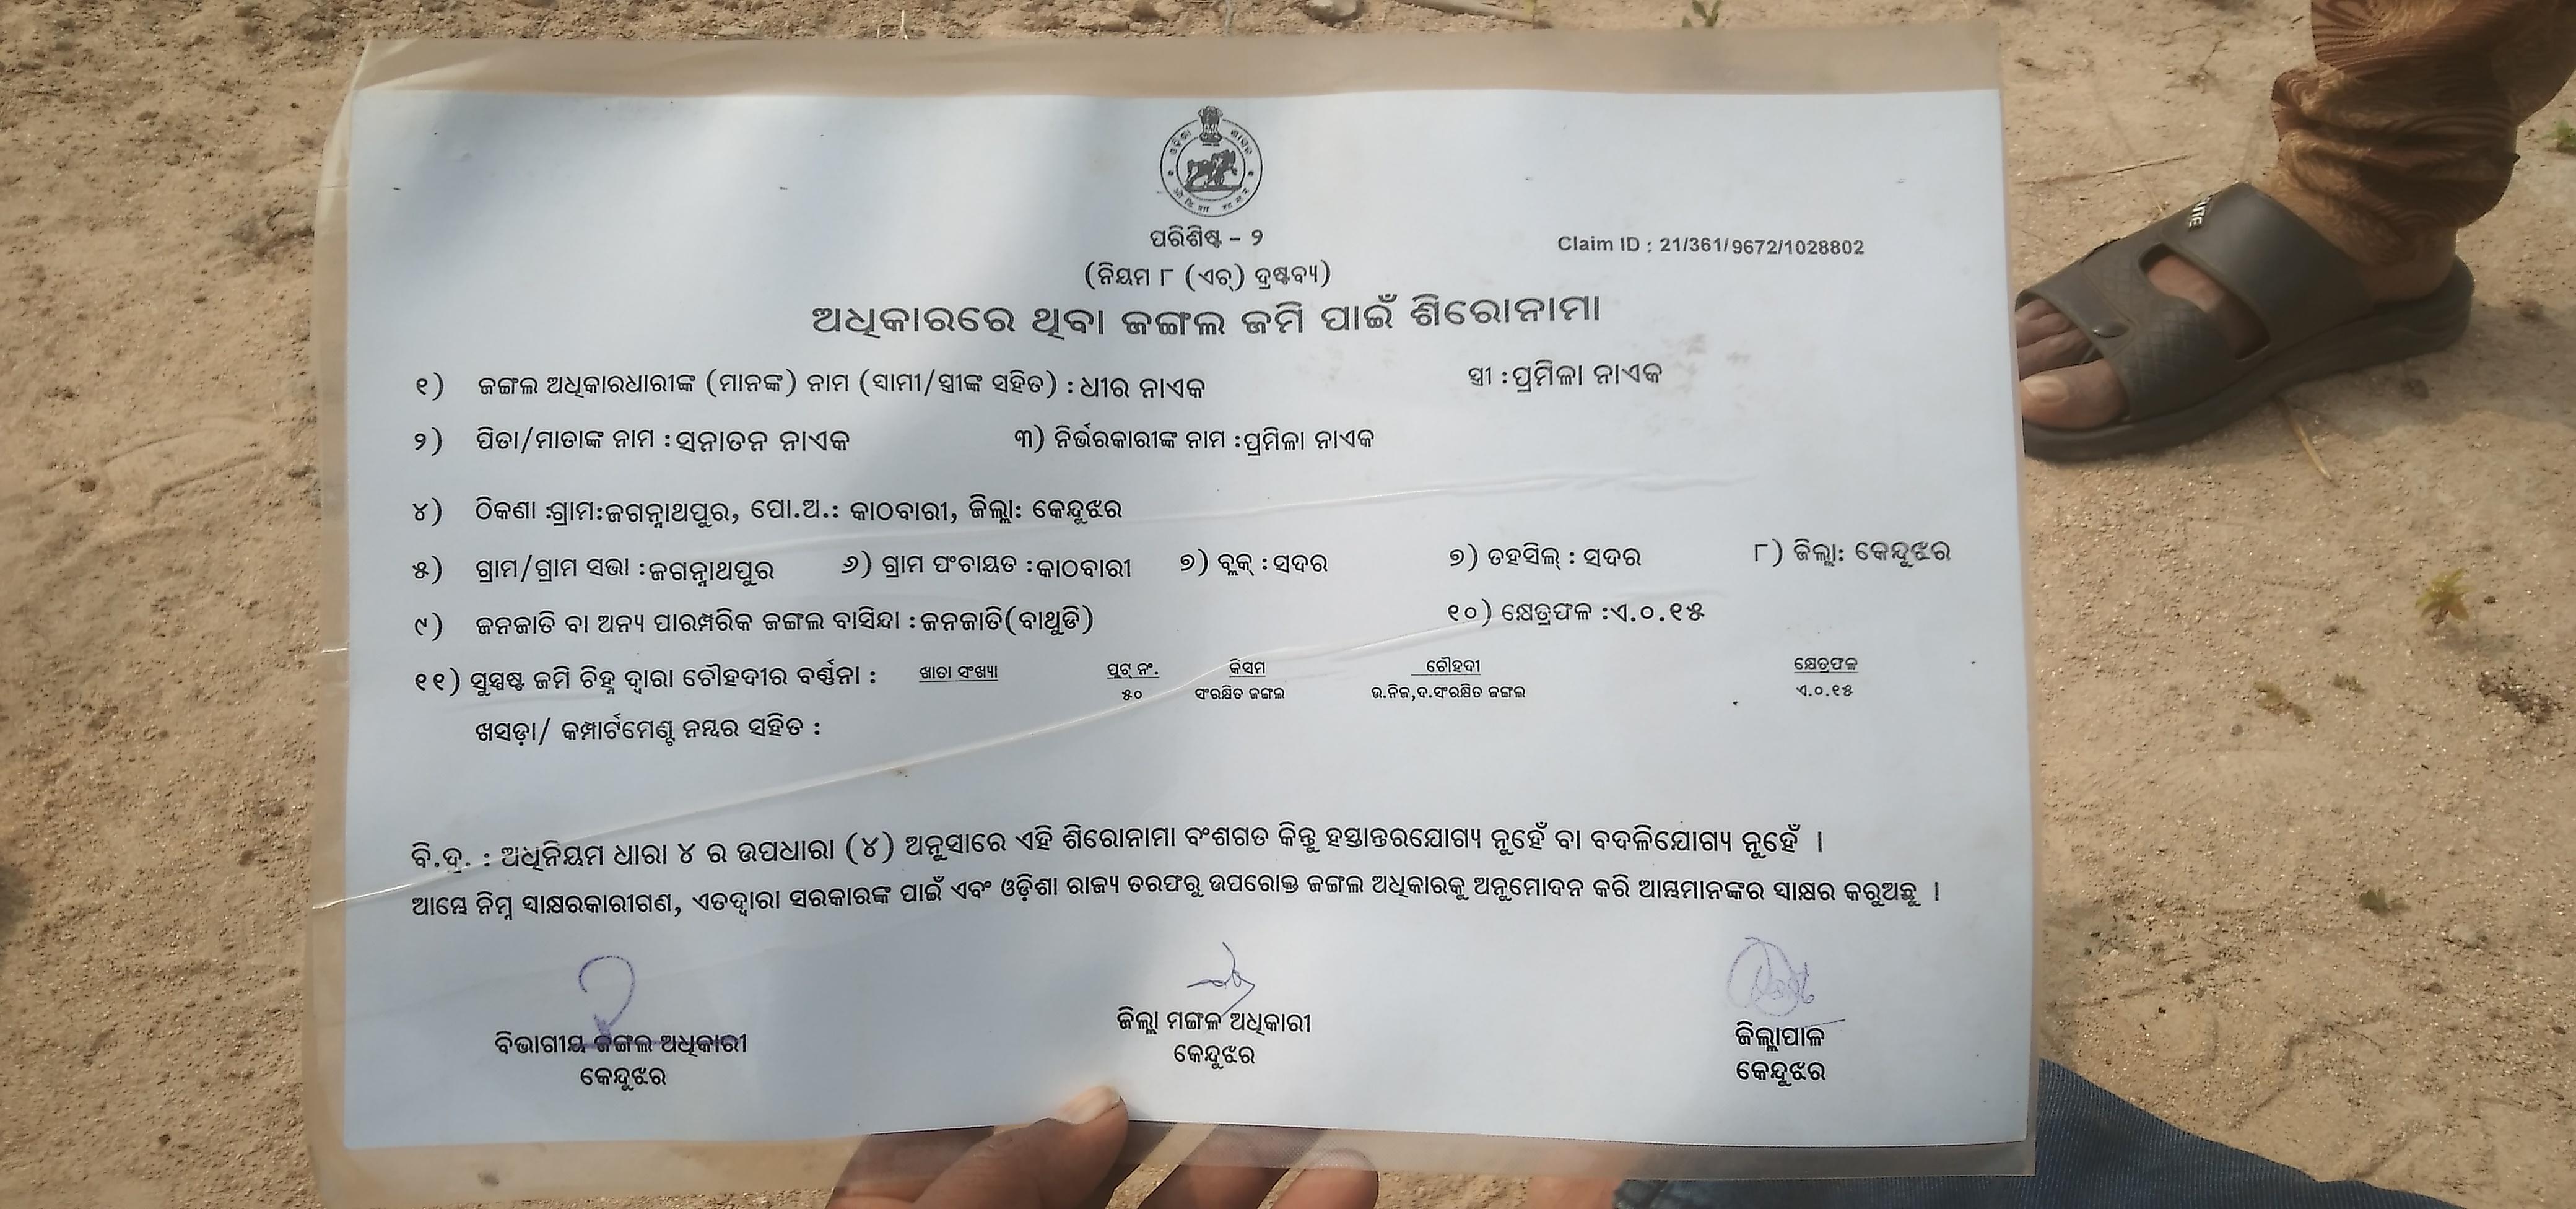 ପରିଶିଷ୍ଟ – ୨
Claim ID : 21/361/9672/1028802
(ନିୟମ ୮ (ଏଚ୍) ଦ୍ରଷ୍ଟବ୍ୟ)
ଅଧିକାରରେ ଥିବା ଜଙ୍ଗଲ ଜମି ପାଇଁ ଶିରୋନାମା
୧) ଜଙ୍ଗଲ ଅଧିକାରଧାରୀଙ୍କ (ମାନଙ୍କ) ନାମ (ସାମୀ/ସ୍ତ୍ରୀଙ୍କ ସହିତ) : ଧୀର ନାଏକ ସ୍ତ୍ରୀ : ପ୍ରମିଳା ନାଏକ
୨) ପିତା/ମାତାଙ୍କ ନାମ : ସନାତନ ନାଏକ ୩) ନିର୍ଭରକାରୀଙ୍କ ନାମ : ପ୍ରମିଳା ନାଏକ
୪) ଠିକଣା :ଗ୍ରାମ:ଜଗନ୍ନାଥପୁର, ପୋ.ଅ.: କାଠବାରୀ, ଜିଲ୍ଲା: କେନ୍ଦୁଝର
୫) ଗ୍ରାମ/ଗ୍ରାମ ସଭା :ଜଗନ୍ନାଥପୁର ୬) ଗ୍ରାମ ପଂଚାୟତ :କାଠବାରୀ ୭) ବ୍ଲକ୍ : ସଦର ୭) ତହସିଲ୍ : ସଦର ୮) ଜିଲ୍ଲା: କେନ୍ଦୁଝର
୯) ଜନଜାତି ବା ଅନ୍ୟ ପାରମ୍ପରିକ ଜଙ୍ଗଲ ବାସିନ୍ଦା : ଜନଜାତି(ବାଥୁଡି) ୧୦) କ୍ଷେତ୍ରଫଳ :ଏ.୦.୧୫
୧୧) ସୁସ୍ପଷ୍ଟ ଜମି ଚିହ୍ନ ଦ୍ୱାରା ଚୌହଦୀର ବର୍ଣ୍ଣନା : ଖାତା ସଂଖ୍ୟା ପ୍ଲଟ୍ ନଂ. କିସମ ଚୌହଦୀ କ୍ଷେତ୍ରଫଳ
୫୦ ସଂରକ୍ଷିତ ଜଙ୍ଗଲ ଉ.ନିଜ,ଦ.ସଂରକ୍ଷିତ ଜଙ୍ଗଲ ଏ.୦.୧୫
ଖସଡ଼ା/ କମ୍ପାର୍ଟମେଣ୍ଟ ନମ୍ବର ସହିତ :
ବି.ଦ୍ର. : ଅଧିନିୟମ ଧାରା ୪ ର ଉପଧାରା (୪) ଅନୁସାରେ ଏହି ଶିରୋନାମା ବଂଶଗତ କିନ୍ତୁ ହସ୍ତାନ୍ତରଯୋଗ୍ୟ ନୁହେଁ ବା ବଦଳିଯୋଗ୍ୟ ନୁହେଁ ।
ଆମ୍ଭେ ନିମ୍ନ ସାକ୍ଷରକାରୀଗଣ, ଏତଦ୍ୱାରା ସରକାରଙ୍କ ପାଇଁ ଏବଂ ଓଡ଼ିଶା ରାଜ୍ୟ ତରଫରୁ ଉପରୋକ୍ତ ଜଙ୍ଗଲ ଅଧିକାରକୁ ଅନୁମୋଦନ କରି ଆମ୍ଭମାନଙ୍କର ସାକ୍ଷର କରୁଅଛୁ ।
ବିଭାଗୀୟ ଜଙ୍ଗଲ ଅଧିକାରୀ ଜିଲ୍ଲା ମଙ୍ଗଳ ଅଧିକାରୀ ଜିଲ୍ଲାପାଳ
କେନ୍ଦୁଝର କେନ୍ଦୁଝର କେନ୍ଦୁଝର